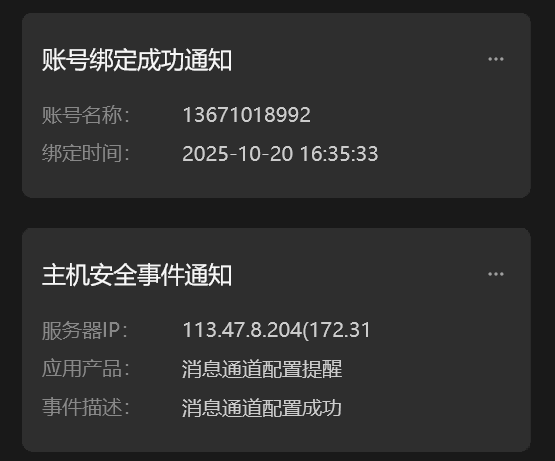 账号绑定成功通知
账号名称： 13671018992
绑定时间： 2025-10-20 16:35:33
主机安全事件通知
服务器IP： 113.47.8.204(172.31
应用产品： 消息通道配置提醒
事件描述： 消息通道配置成功